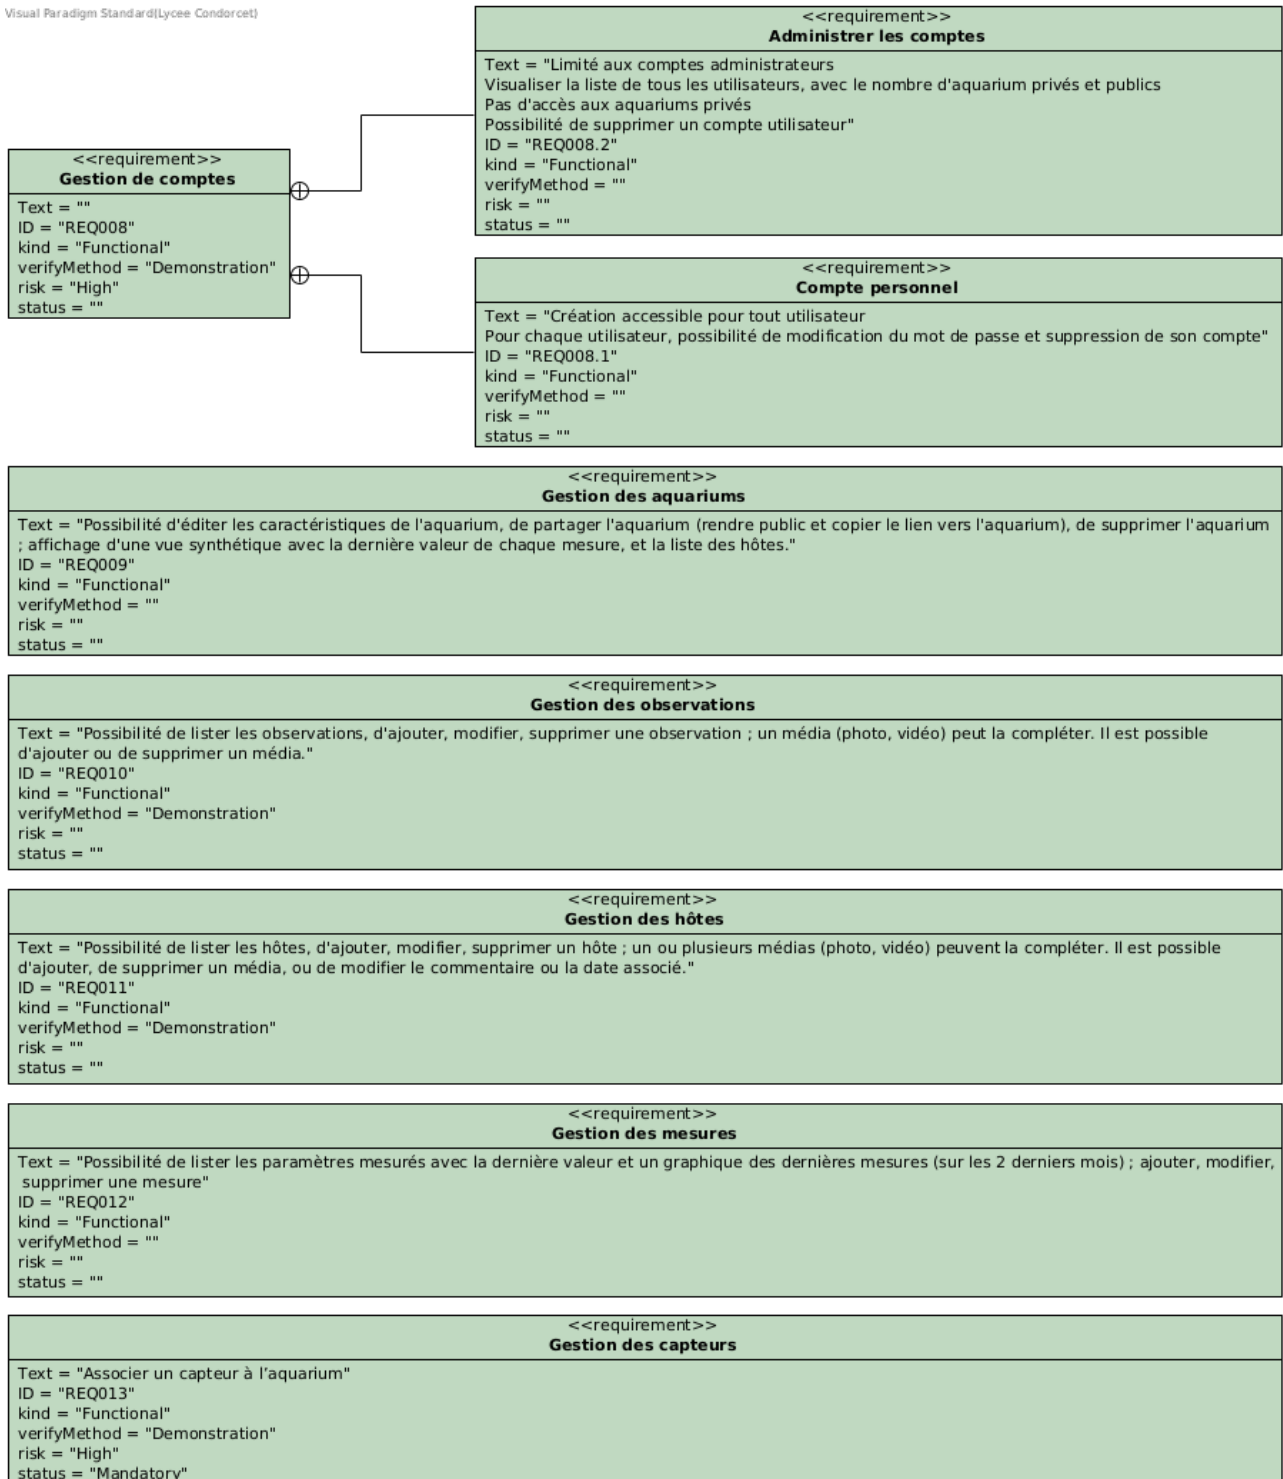 Visual Paradigm Standard(Lycee Condorcet)
<<requirement>>
Administrer les comptes
Text = "Limité aux comptes administrateurs
Visualiser la liste de tous les utilisateurs, avec le nombre d'aquarium privés et publics
Pas d'accès aux aquariums privés
Possibilité de supprimer un compte utilisateur"
ID = "REQ008.2"
kind = "Functional"
verifyMethod = ""
risk = ""
status = ""
<<requirement>>
Gestion de comptes
Text = ""
ID = "REQ008"
kind = "Functional"
verifyMethod = "Demonstration"
risk = "High"
status = ""
<<requirement>>
Compte personnel
Text = "Création accessible pour tout utilisateur
Pour chaque utilisateur, possibilité de modification du mot de passe et suppression de son compte"
ID = "REQ008.1"
kind = "Functional"
verifyMethod = ""
risk = ""
status = ""
<<requirement>>
Gestion des aquariums
Text = "Possibilité d'éditer les caractéristiques de l'aquarium, de partager l'aquarium (rendre public et copier le lien vers l'aquarium), de supprimer l'aquarium
; affichage d'une vue synthétique avec la dernière valeur de chaque mesure, et la liste des hôtes."
ID = "REQ009"
kind = "Functional"
verifyMethod = ""
risk = ""
status = ""
<<requirement>>
Gestion des observations
Text = "Possibilité de lister les observations, d'ajouter, modifier, supprimer une observation ; un média (photo, vidéo) peut la compléter. Il est possible
d'ajouter ou de supprimer un média."
ID = "REQ010"
kind = "Functional"
verifyMethod = "Demonstration"
risk = ""
status = ""
<<requirement>>
Gestion des hôtes
Text = "Possibilité de lister les hôtes, d'ajouter, modifier, supprimer un hôte ; un ou plusieurs médias (photo, vidéo) peuvent la compléter. Il est possible
d'ajouter, de supprimer un média, ou de modifier le commentaire ou la date associé."
ID = "REQ011"
kind = "Functional"
verifyMethod = "Demonstration"
risk = ""
status = ""
<<requirement>>
Gestion des mesures
Text = "Possibilité de lister les paramètres mesurés avec la dernière valeur et un graphique des dernières mesures (sur les 2 derniers mois) ; ajouter, modifier,
supprimer une mesure"
ID = "REQ012"
kind = "Functional"
verifyMethod = ""
risk = ""
status = ""
<<requirement>>
Gestion des capteurs
Text = "Associer un capteur à l’aquarium"
ID = "REQ013"
kind = "Functional"
verifyMethod = "Demonstration"
risk = "High"
status = "Mandatory"